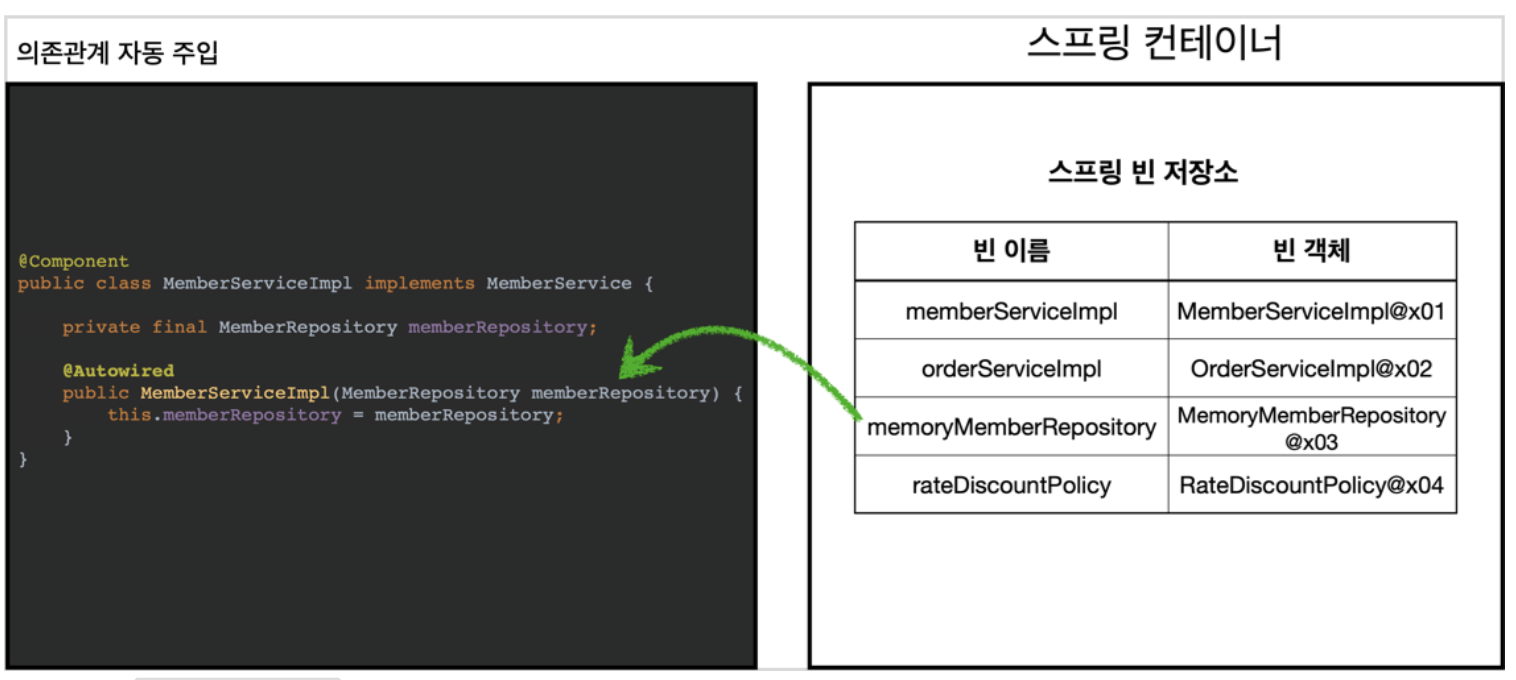 의존관계 자동 주입
@Component
public class MemberServiceImpl implements MemberService {
private final MemberRepository memberRepository;
@Autowired
public MemberServiceImpl(MemberRepository memberRepository) {
this.memberRepository = memberRepository;
}
}
스프링 컨테이너
스프링 빈 저장소
빈 이름 빈 객체
memberServiceImpl MemberServiceImpl@x01
orderServiceImpl OrderServiceImpl@x02
memoryMemberRepository MemoryMemberRepository
@x03
rateDiscountPolicy RateDiscountPolicy@x04